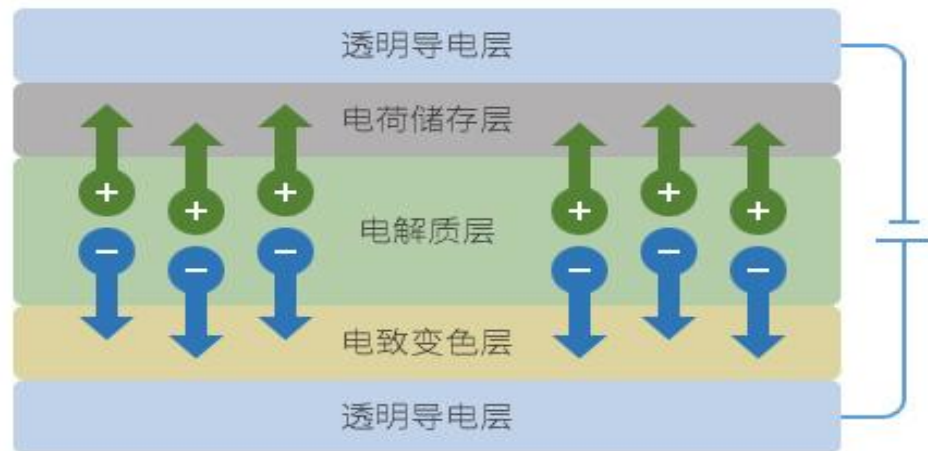 透明导电层
电荷储存层
+ + + + + +
电解质层
− − − − − −
电致变色层
透明导电层